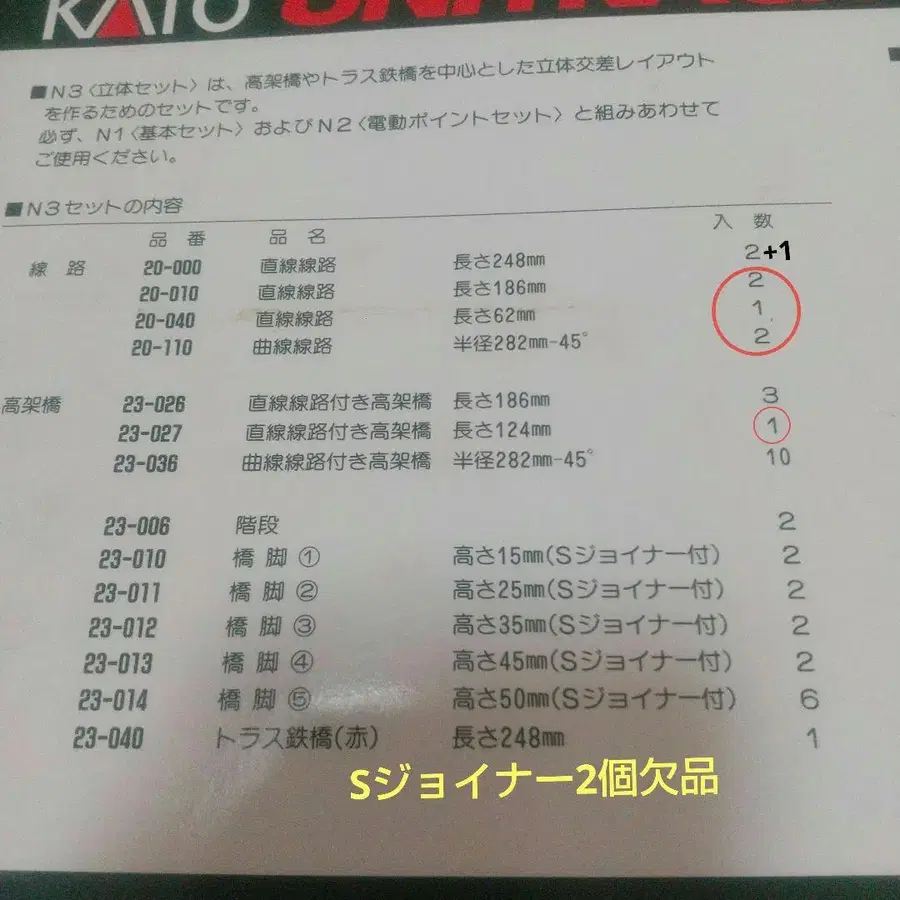 KATO UNITRACK
■N3〈立体セット〉は、高架橋やトラス鉄橋を中心とした立体交差レイアウト
を作るためのセットです。
必ず、N1〈基本セット〉およびN2〈電動ポイントセット〉と組みあわせて
ご使用ください。
■N3セットの内容
品 番 品 名 入 数
線 路 20-000 直線線路 長さ248㎜ 2+1
20-010 直線線路 長さ186㎜ 2
20-040 直線線路 長さ62㎜ 1
20-110 曲線線路 半径282㎜-45° 2
高架橋 23-026 直線線路付き高架橋 長さ186㎜ 3
23-027 直線線路付き高架橋 長さ124㎜ 1
23-036 曲線線路付き高架橋 半径282㎜-45° 10
23-006 階段 2
23-010 橋 脚 ① 高さ15㎜(Sジョイナー付) 2
23-011 橋 脚 ② 高さ25㎜(Sジョイナー付) 2
23-012 橋 脚 ③ 高さ35㎜(Sジョイナー付) 2
23-013 橋 脚 ④ 高さ45㎜(Sジョイナー付) 2
23-014 橋 脚 ⑤ 高さ50㎜(Sジョイナー付) 6
23-040 トラス鉄橋(赤) 長さ248㎜ 1
Sジョイナー2個欠品